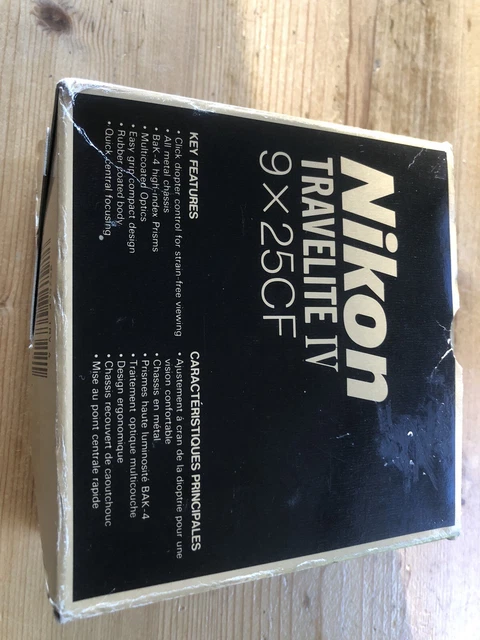 Nikon
TRAVELITE IV
9×25CF
KEY FEATURES
• Click diopter control for strain-free viewing
• All metal chassis
• BaK-4 high-index Prisms
• Multicoated Optics
• Easy grip compact design
• Rubber coated body
• Quick central focusing
CARACTÉRISTIQUES PRINCIPALES
• Ajustement à cran de la dioptrie pour une
vision confortable
• Chassis en métal
• Prismes haute luminosité BAK-4
• Traitement optique multicouche
• Design ergonomique
• Chassis recouvert de caoutchouc
• Mise au point centrale rapide